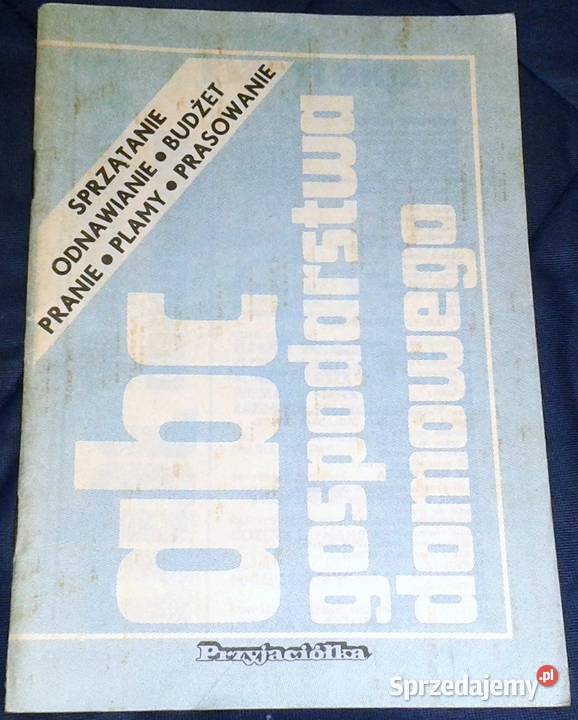 SPRZĄTANIE
ODNAWIANIE • BUDŻET
PRANIE • PLAMY • PRASOWANIE
abc
gospodarstwa
domowego
Przyjaciółka
Sprzedajemy.pl